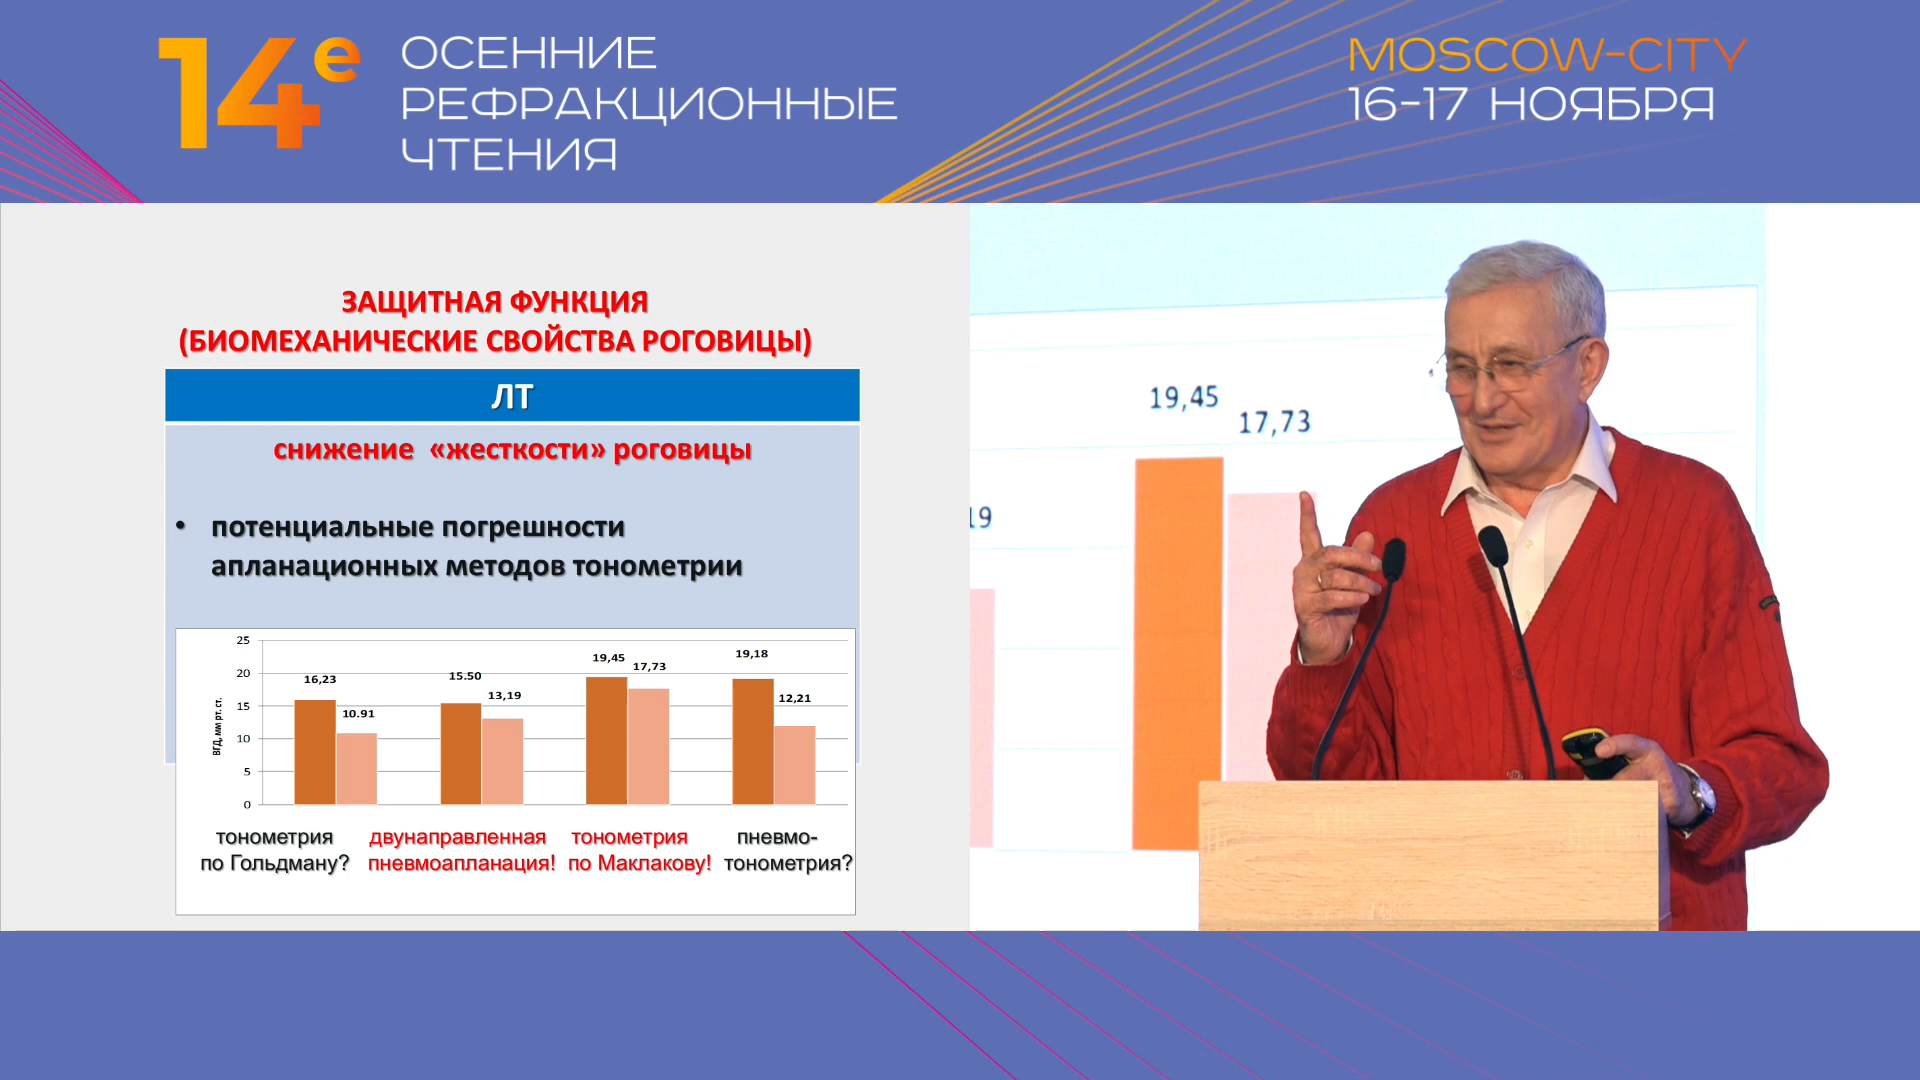 14е
ОСЕННИЕ
РЕФРАКЦИОННЫЕ
ЧТЕНИЯ
MOSCOW-CITY
16-17 НОЯБРЯ
ЗАЩИТНАЯ ФУНКЦИЯ
(БИОМЕХАНИЧЕСКИЕ СВОЙСТВА РОГОВИЦЫ)
ЛТ
снижение «жесткости» роговицы
• потенциальные погрешности
апланационных методов тонометрии
ВГД, мм рт. ст.
25
20
15
10
5
0
16,23
10.91
15.50
13,19
19,45
17,73
19,18
12,21
тонометрия
по Гольдману?
двунаправленная
пневмоапланация!
тонометрия
по Маклакову!
пневмо-
тонометрия?
19
19,45
17,73